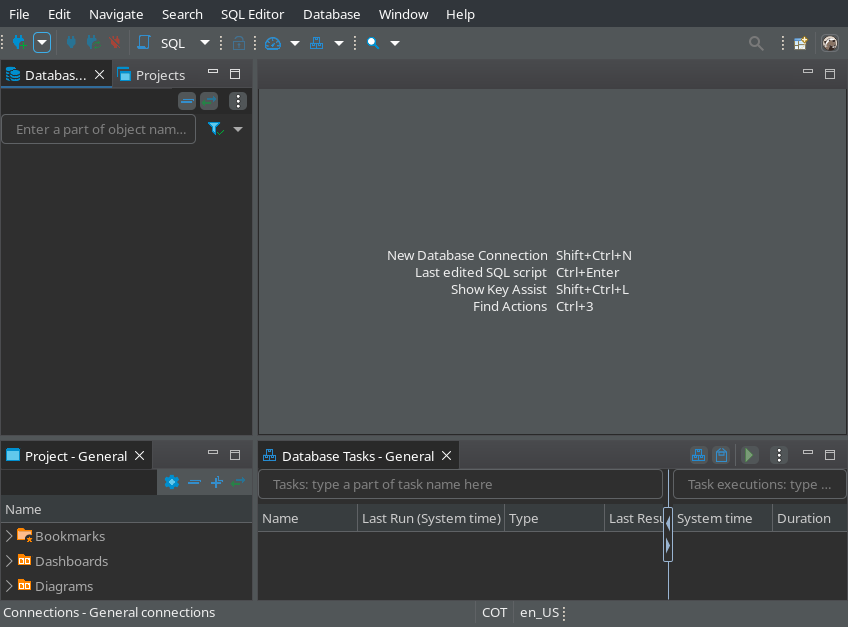 File Edit Navigate Search SQL Editor Database Window Help
SQL
Databas... Projects
Enter a part of object nam...
New Database Connection Shift+Ctrl+N
Last edited SQL script Ctrl+Enter
Show Key Assist Shift+Ctrl+L
Find Actions Ctrl+3
Project - General
Name
Bookmarks
Dashboards
Diagrams
Database Tasks - General
Tasks: type a part of task name here
Task executions: type ...
Name Last Run (System time) Type Last Resu System time Duration
Connections - General connections COT en_US